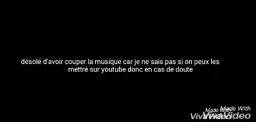 désolé d'avoir couper la musique car je ne sais pas si on peux les
mettre sur youtube donc en cas de doute
Made With
VivaVideo